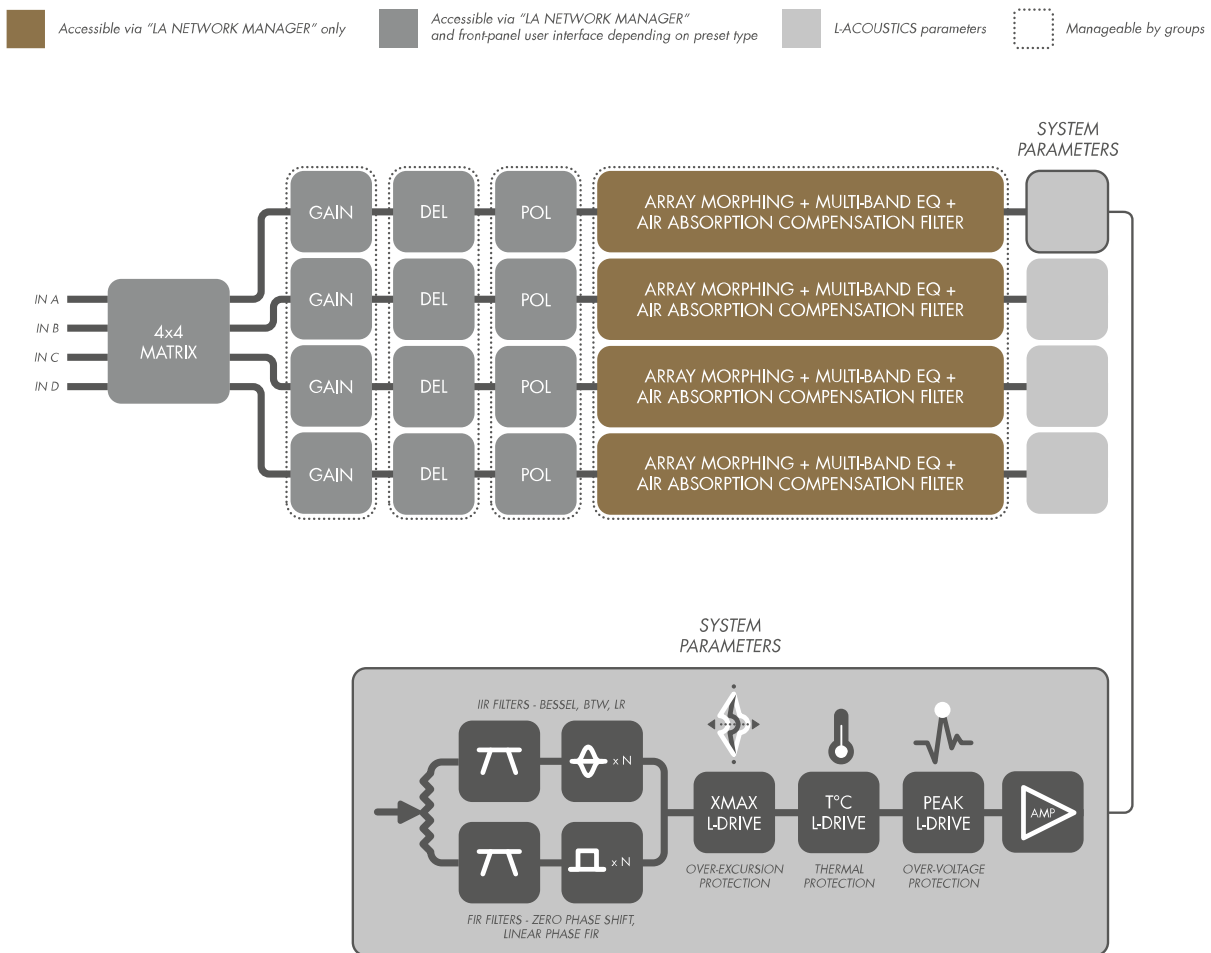 Accessible via "LA NETWORK MANAGER" only
Accessible via "LA NETWORK MANAGER"
and front-panel user interface depending on preset type
L-ACOUSTICS parameters
Manageable by groups
SYSTEM
PARAMETERS
GAIN
DEL
POL
ARRAY MORPHING + MULTI-BAND EQ +
AIR ABSORPTION COMPENSATION FILTER
GAIN
DEL
POL
ARRAY MORPHING + MULTI-BAND EQ +
AIR ABSORPTION COMPENSATION FILTER
IN A
IN B
IN C
IN D
4x4
MATRIX
GAIN
DEL
POL
ARRAY MORPHING + MULTI-BAND EQ +
AIR ABSORPTION COMPENSATION FILTER
GAIN
DEL
POL
ARRAY MORPHING + MULTI-BAND EQ +
AIR ABSORPTION COMPENSATION FILTER
SYSTEM
PARAMETERS
IIR FILTERS - BESSEL, BTW, LR
x N
x N
FIR FILTERS - ZERO PHASE SHIFT,
LINEAR PHASE FIR
XMAX
L-DRIVE
OVER-EXCURSION
PROTECTION
T°C
L-DRIVE
THERMAL
PROTECTION
PEAK
L-DRIVE
OVER-VOLTAGE
PROTECTION
AMP